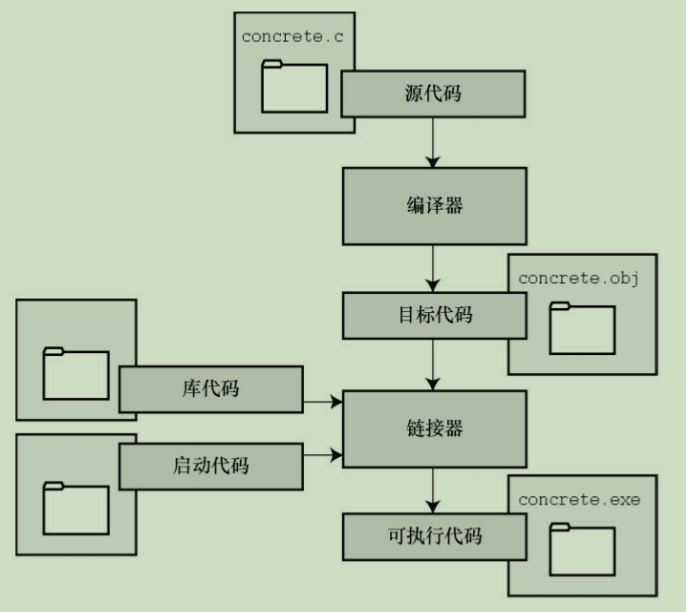 concrete.c
源代码
编译器
concrete.obj
目标代码
库代码
链接器
启动代码
concrete.exe
可执行代码